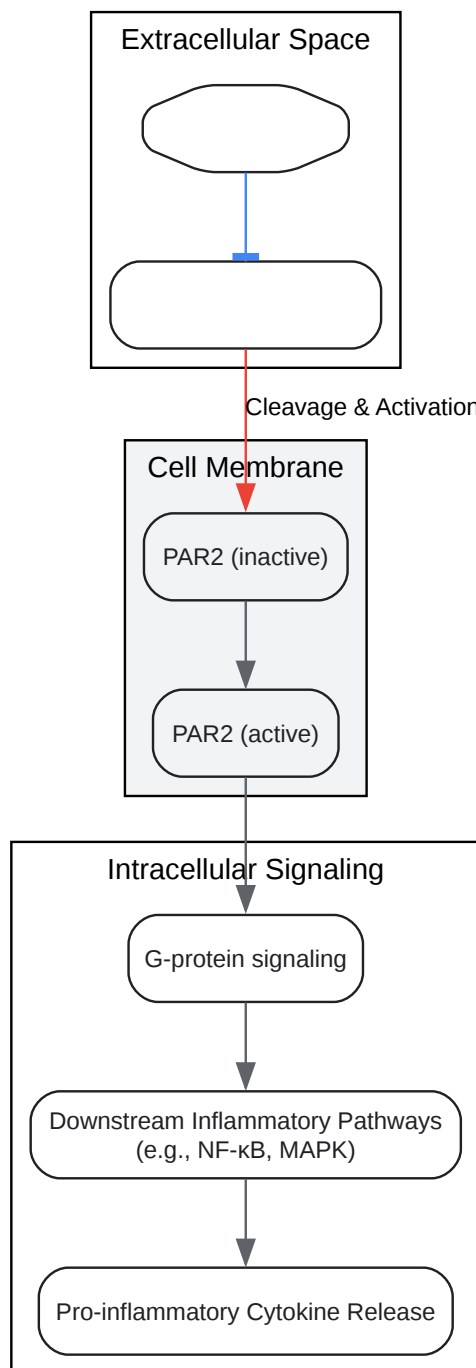 Extracellular Space
Cleavage & Activation
Cell Membrane
PAR2 (inactive)
PAR2 (active)
Intracellular Signaling
G-protein signaling
Downstream Inflammatory Pathways
(e.g., NF-κB, MAPK)
Pro-inflammatory Cytokine Release